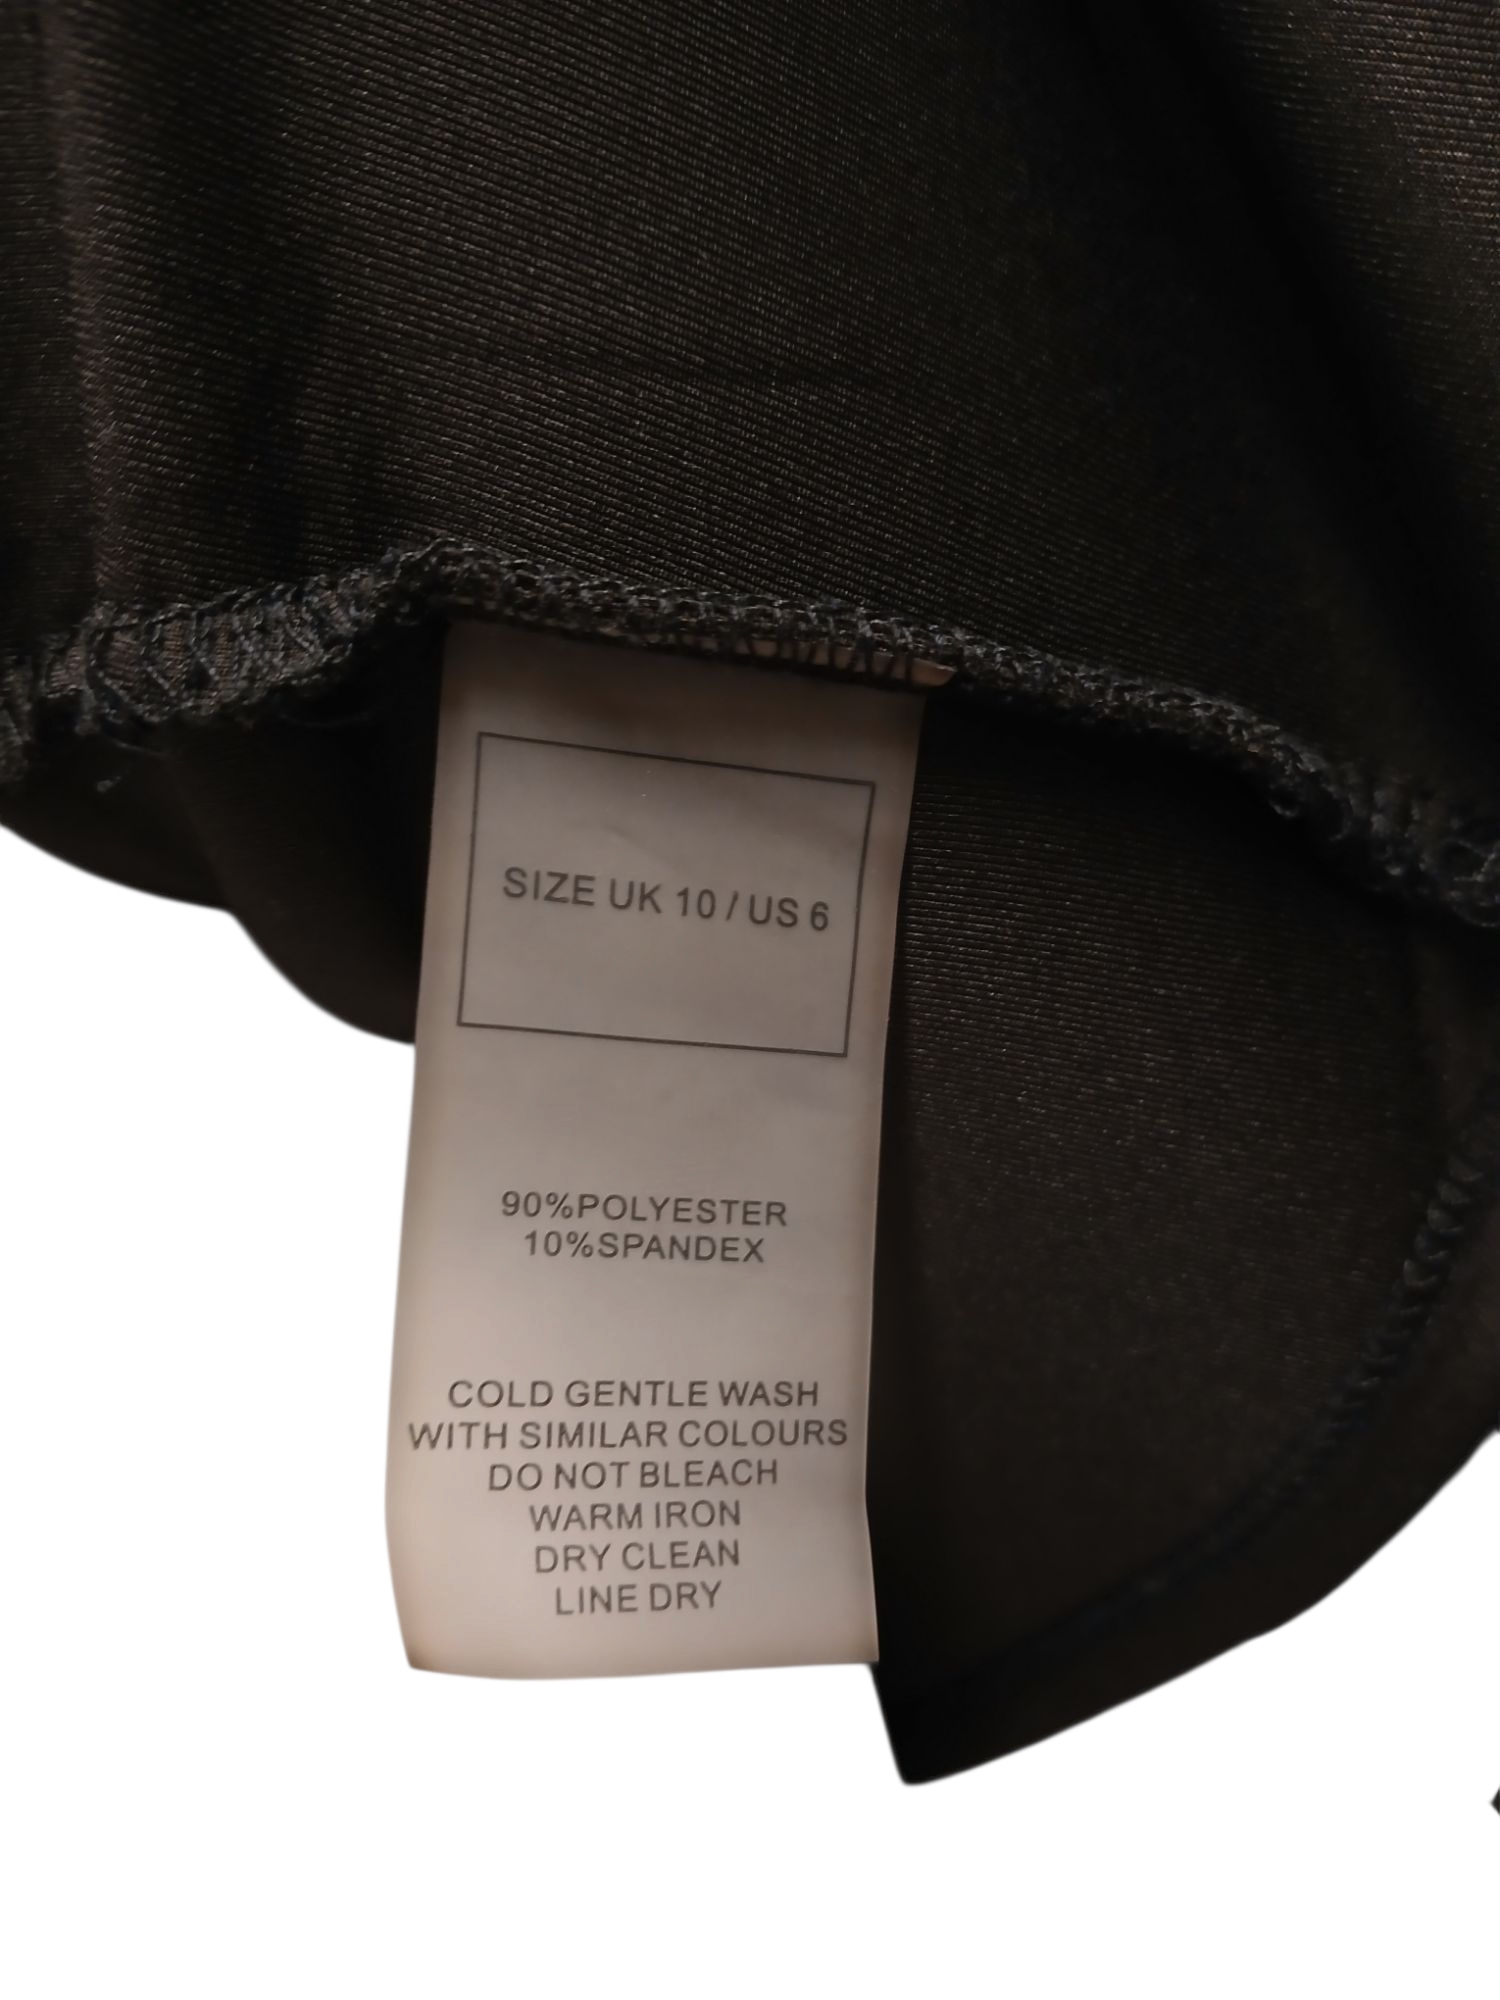 SIZE UK 10 / US 6
90%POLYESTER
10%SPANDEX
COLD GENTLE WASH
WITH SIMILAR COLOURS
DO NOT BLEACH
WARM IRON
DRY CLEAN
LINE DRY